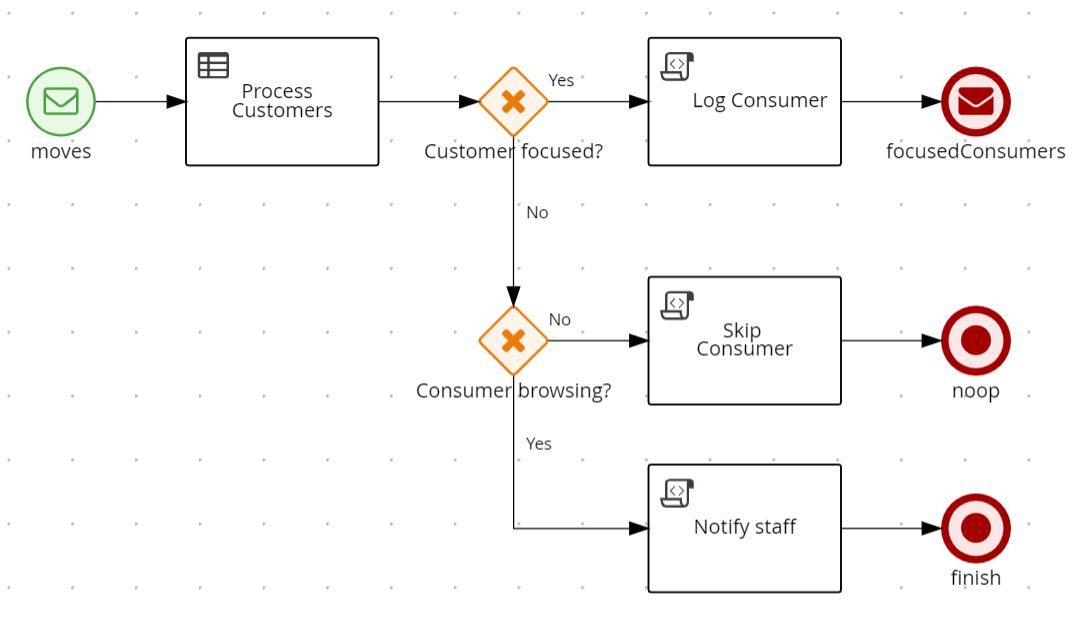 moves
Process
Customers
Customer focused?
Yes
Log Consumer
focusedConsumers
No
Consumer browsing?
No
Skip
Consumer
noop
Yes
Notify staff
finish